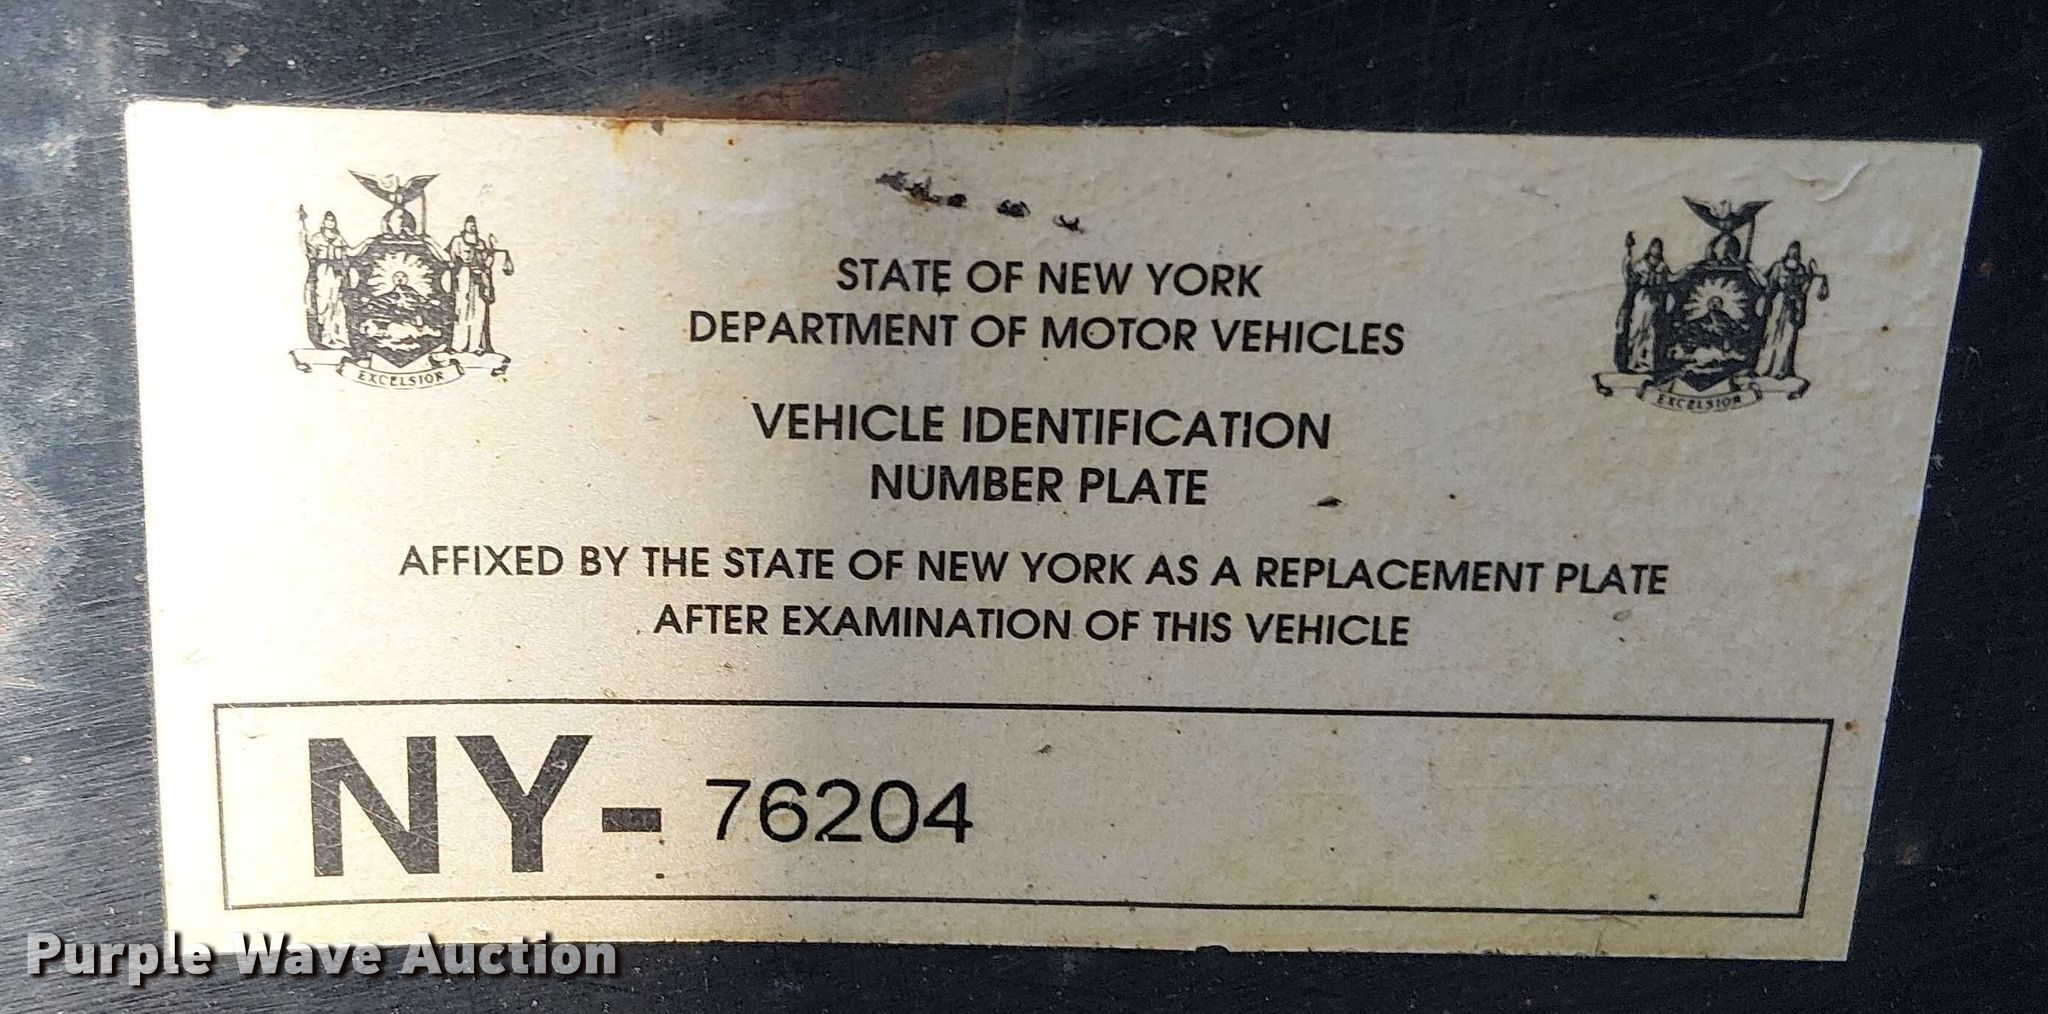 EXCELSIOR
EXCELSIOR
STATE OF NEW YORK
DEPARTMENT OF MOTOR VEHICLES
VEHICLE IDENTIFICATION
NUMBER PLATE
AFFIXED BY THE STATE OF NEW YORK AS A REPLACEMENT PLATE
AFTER EXAMINATION OF THIS VEHICLE
NY-76204
Purple Wave Auction